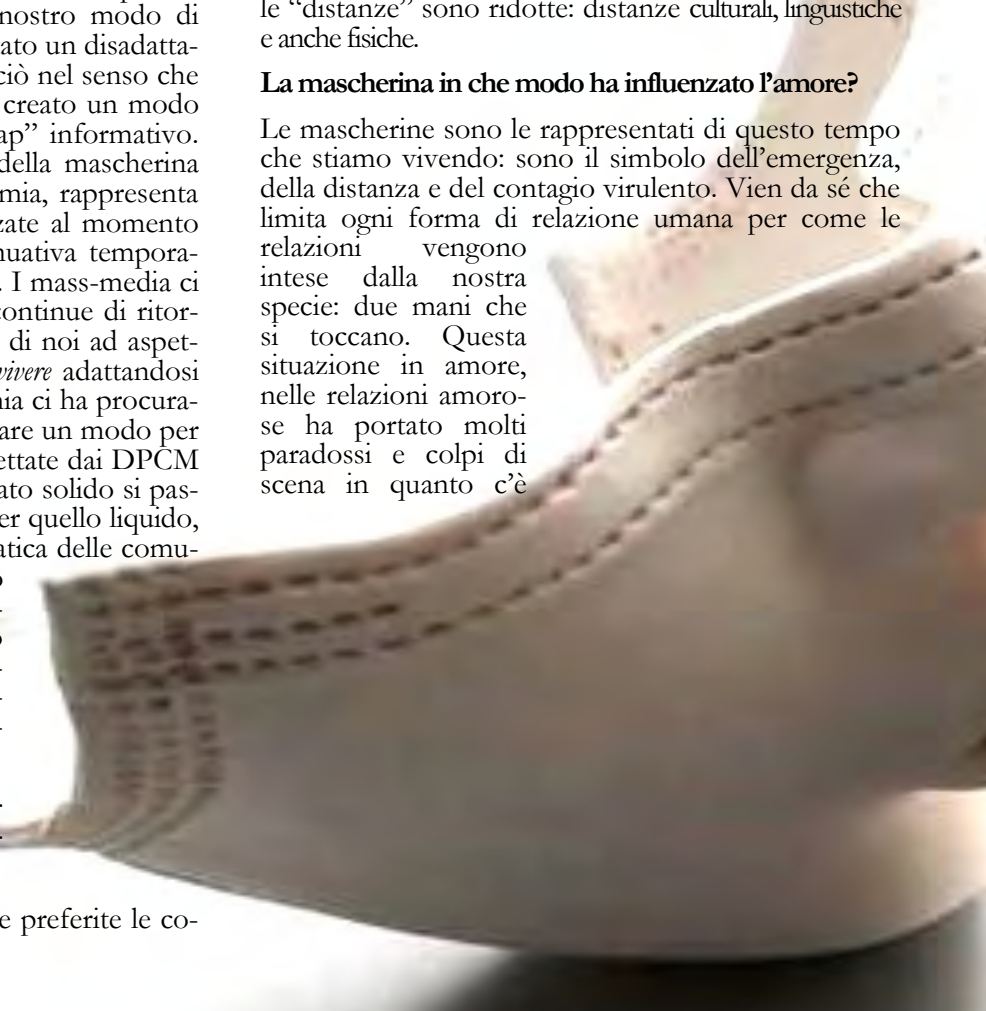 nostro modo di
ato un disadatta-
ciò nel senso che
creato un modo
ap” informativo.
della mascherina
mia, rappresenta
zate al momento
nuativa tempora-
. I mass-media ci
continue di ritor-
di noi ad aspet-
vivere adattandosi
nia ci ha procura-
are un modo per
ettate dai DPCM
ato solido si pas-
er quello liquido,
atica delle comu-
e preferite le co-
le “distanze” sono ridotte: distanze culturali, linguistiche
e anche fisiche.
La mascherina in che modo ha influenzato l’amore?
Le mascherine sono le rappresentati di questo tempo
che stiamo vivendo: sono il simbolo dell’emergenza,
della distanza e del contagio virulento. Vien da sé che
limita ogni forma di relazione umana per come le
relazioni vengono
intese dalla nostra
specie: due mani che
si toccano. Questa
situazione in amore,
nelle relazioni amoro-
se ha portato molti
paradossi e colpi di
scena in quanto c’è